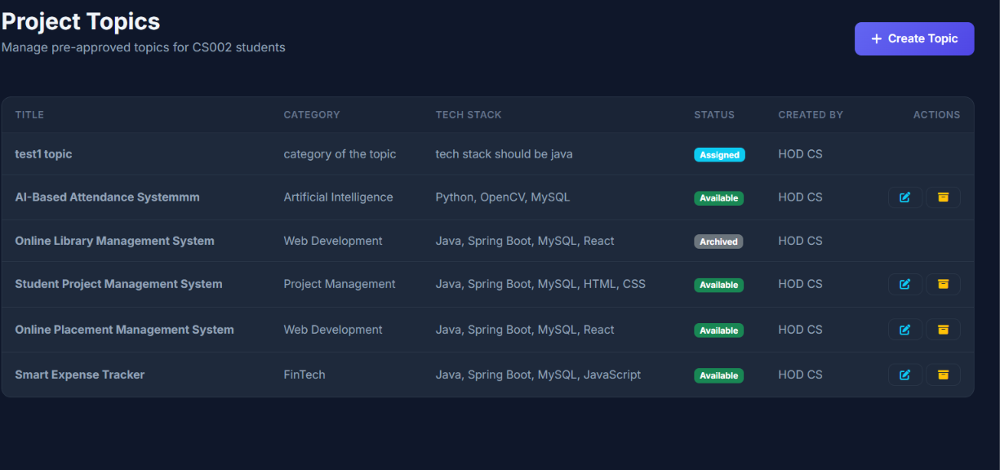 Project Topics
Manage pre-approved topics for CS002 students
+ Create Topic
TITLE CATEGORY TECH STACK STATUS CREATED BY ACTIONS
test1 topic category of the topic tech stack should be java Assigned HOD CS
AI-Based Attendance Systemmm Artificial Intelligence Python, OpenCV, MySQL Available HOD CS
Online Library Management System Web Development Java, Spring Boot, MySQL, React Archived HOD CS
Student Project Management System Project Management Java, Spring Boot, MySQL, HTML, CSS Available HOD CS
Online Placement Management System Web Development Java, Spring Boot, MySQL, React Available HOD CS
Smart Expense Tracker FinTech Java, Spring Boot, MySQL, JavaScript Available HOD CS